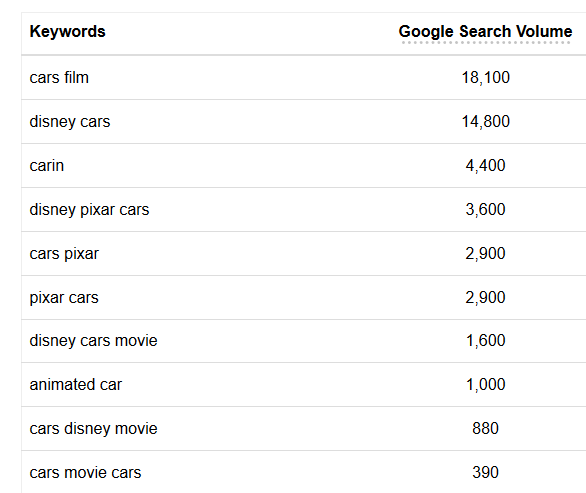 Keywords Google Search Volume
cars film 18,100
disney cars 14,800
carin 4,400
disney pixar cars 3,600
cars pixar 2,900
pixar cars 2,900
disney cars movie 1,600
animated car 1,000
cars disney movie 880
cars movie cars 390